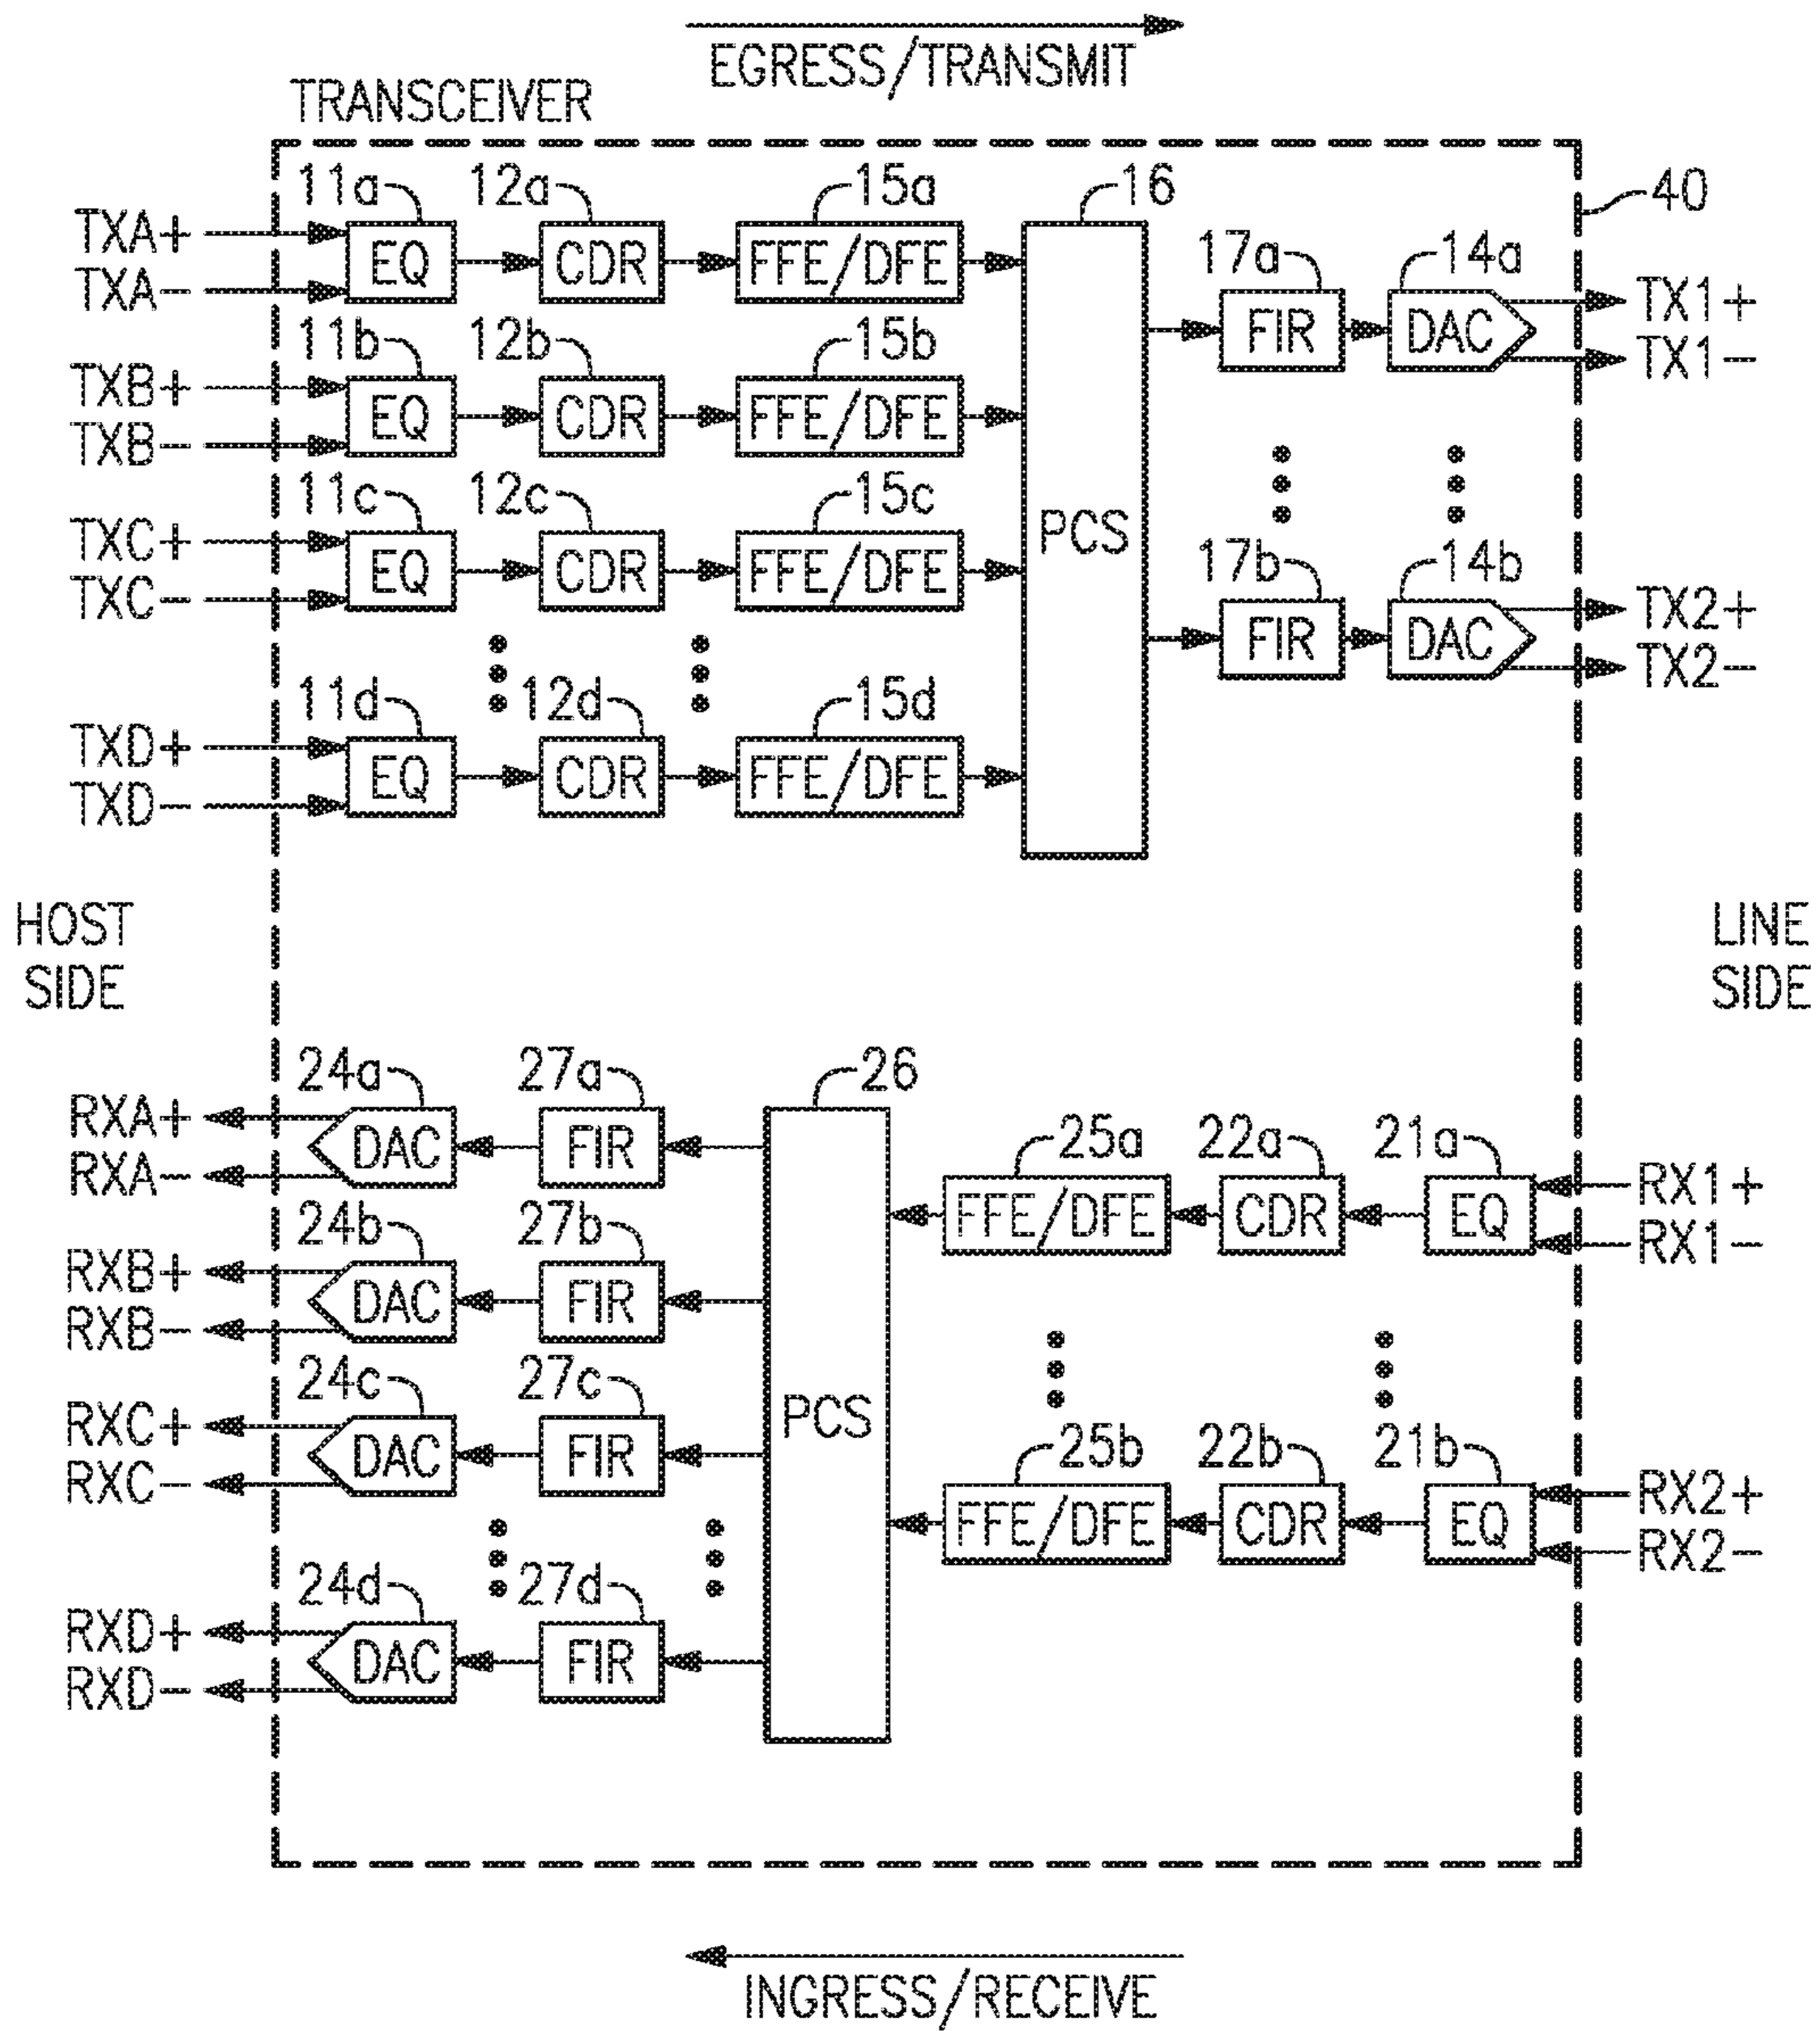 EGRESS/TRANSMIT
TRANSCEIVER
40
11a 12a 15a 16
TXA+
TXA-
EQ CDR FFE/DFE
17a 14a
FIR DAC
TX1+
TX1-
11b 12b 15b
TXB+
TXB-
EQ CDR FFE/DFE
11c 12c 15c
TXC+
TXC-
EQ CDR FFE/DFE
PCS
17b 14b
FIR DAC
TX2+
TX2-
11d 12d 15d
TXD+
TXD-
EQ CDR FFE/DFE
HOST
SIDE
LINE
SIDE
24a 27a 26
RXA+
RXA-
DAC FIR
25a 22a 21a
FFE/DFE CDR EQ
RX1+
RX1-
24b 27b
RXB+
RXB-
DAC FIR
24c 27c
RXC+
RXC-
DAC FIR
PCS
25b 22b 21b
FFE/DFE CDR EQ
RX2+
RX2-
24d 27d
RXD+
RXD-
DAC FIR
INGRESS/RECEIVE